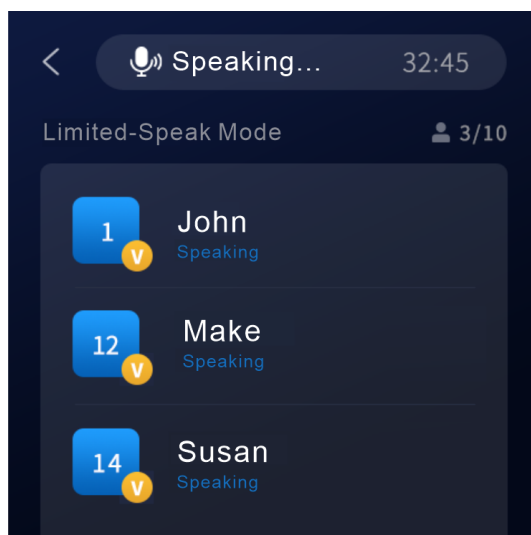 Speaking... 32:45
Limited-Speak Mode 3/10
1 John
V Speaking
12 Make
V Speaking
14 Susan
V Speaking